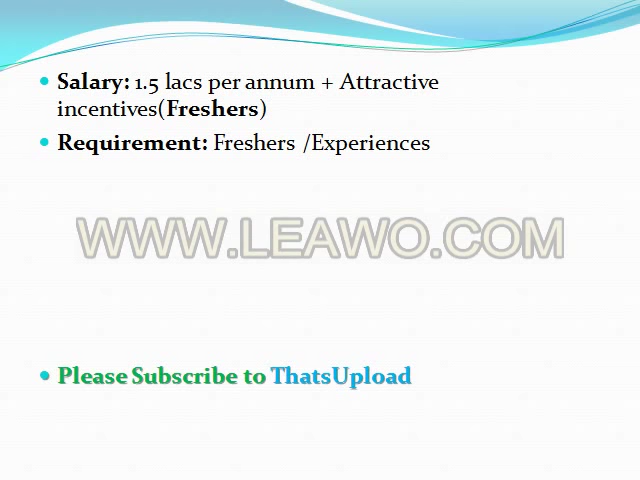 Salary: 1.5 lacs per annum + Attractive
incentives(Freshers)
Requirement: Freshers /Experiences
WWW.LEAWO.COM
Please Subscribe to ThatsUpload